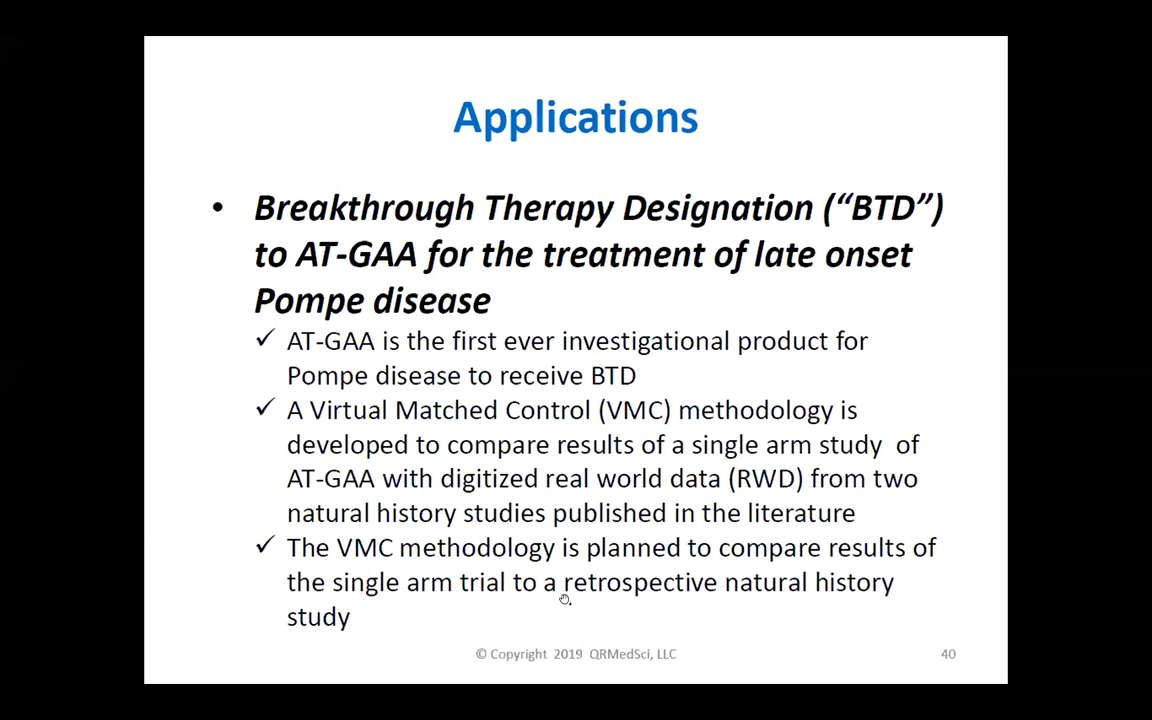 Applications
• Breakthrough Therapy Designation (“BTD”)
to AT-GAA for the treatment of late onset
Pompe disease
✓ AT-GAA is the first ever investigational product for
Pompe disease to receive BTD
✓ A Virtual Matched Control (VMC) methodology is
developed to compare results of a single arm study of
AT-GAA with digitized real world data (RWD) from two
natural history studies published in the literature
✓ The VMC methodology is planned to compare results of
the single arm trial to a retrospective natural history
study
© Copyright 2019 QRMedSci, LLC
40